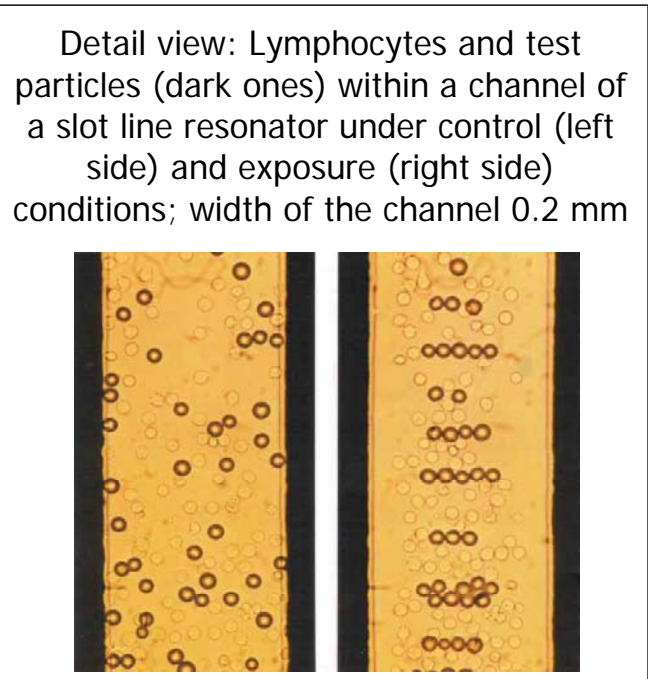 Detail view: Lymphocytes and test
particles (dark ones) within a channel of
a slot line resonator under control (left
side) and exposure (right side)
conditions; width of the channel 0.2 mm